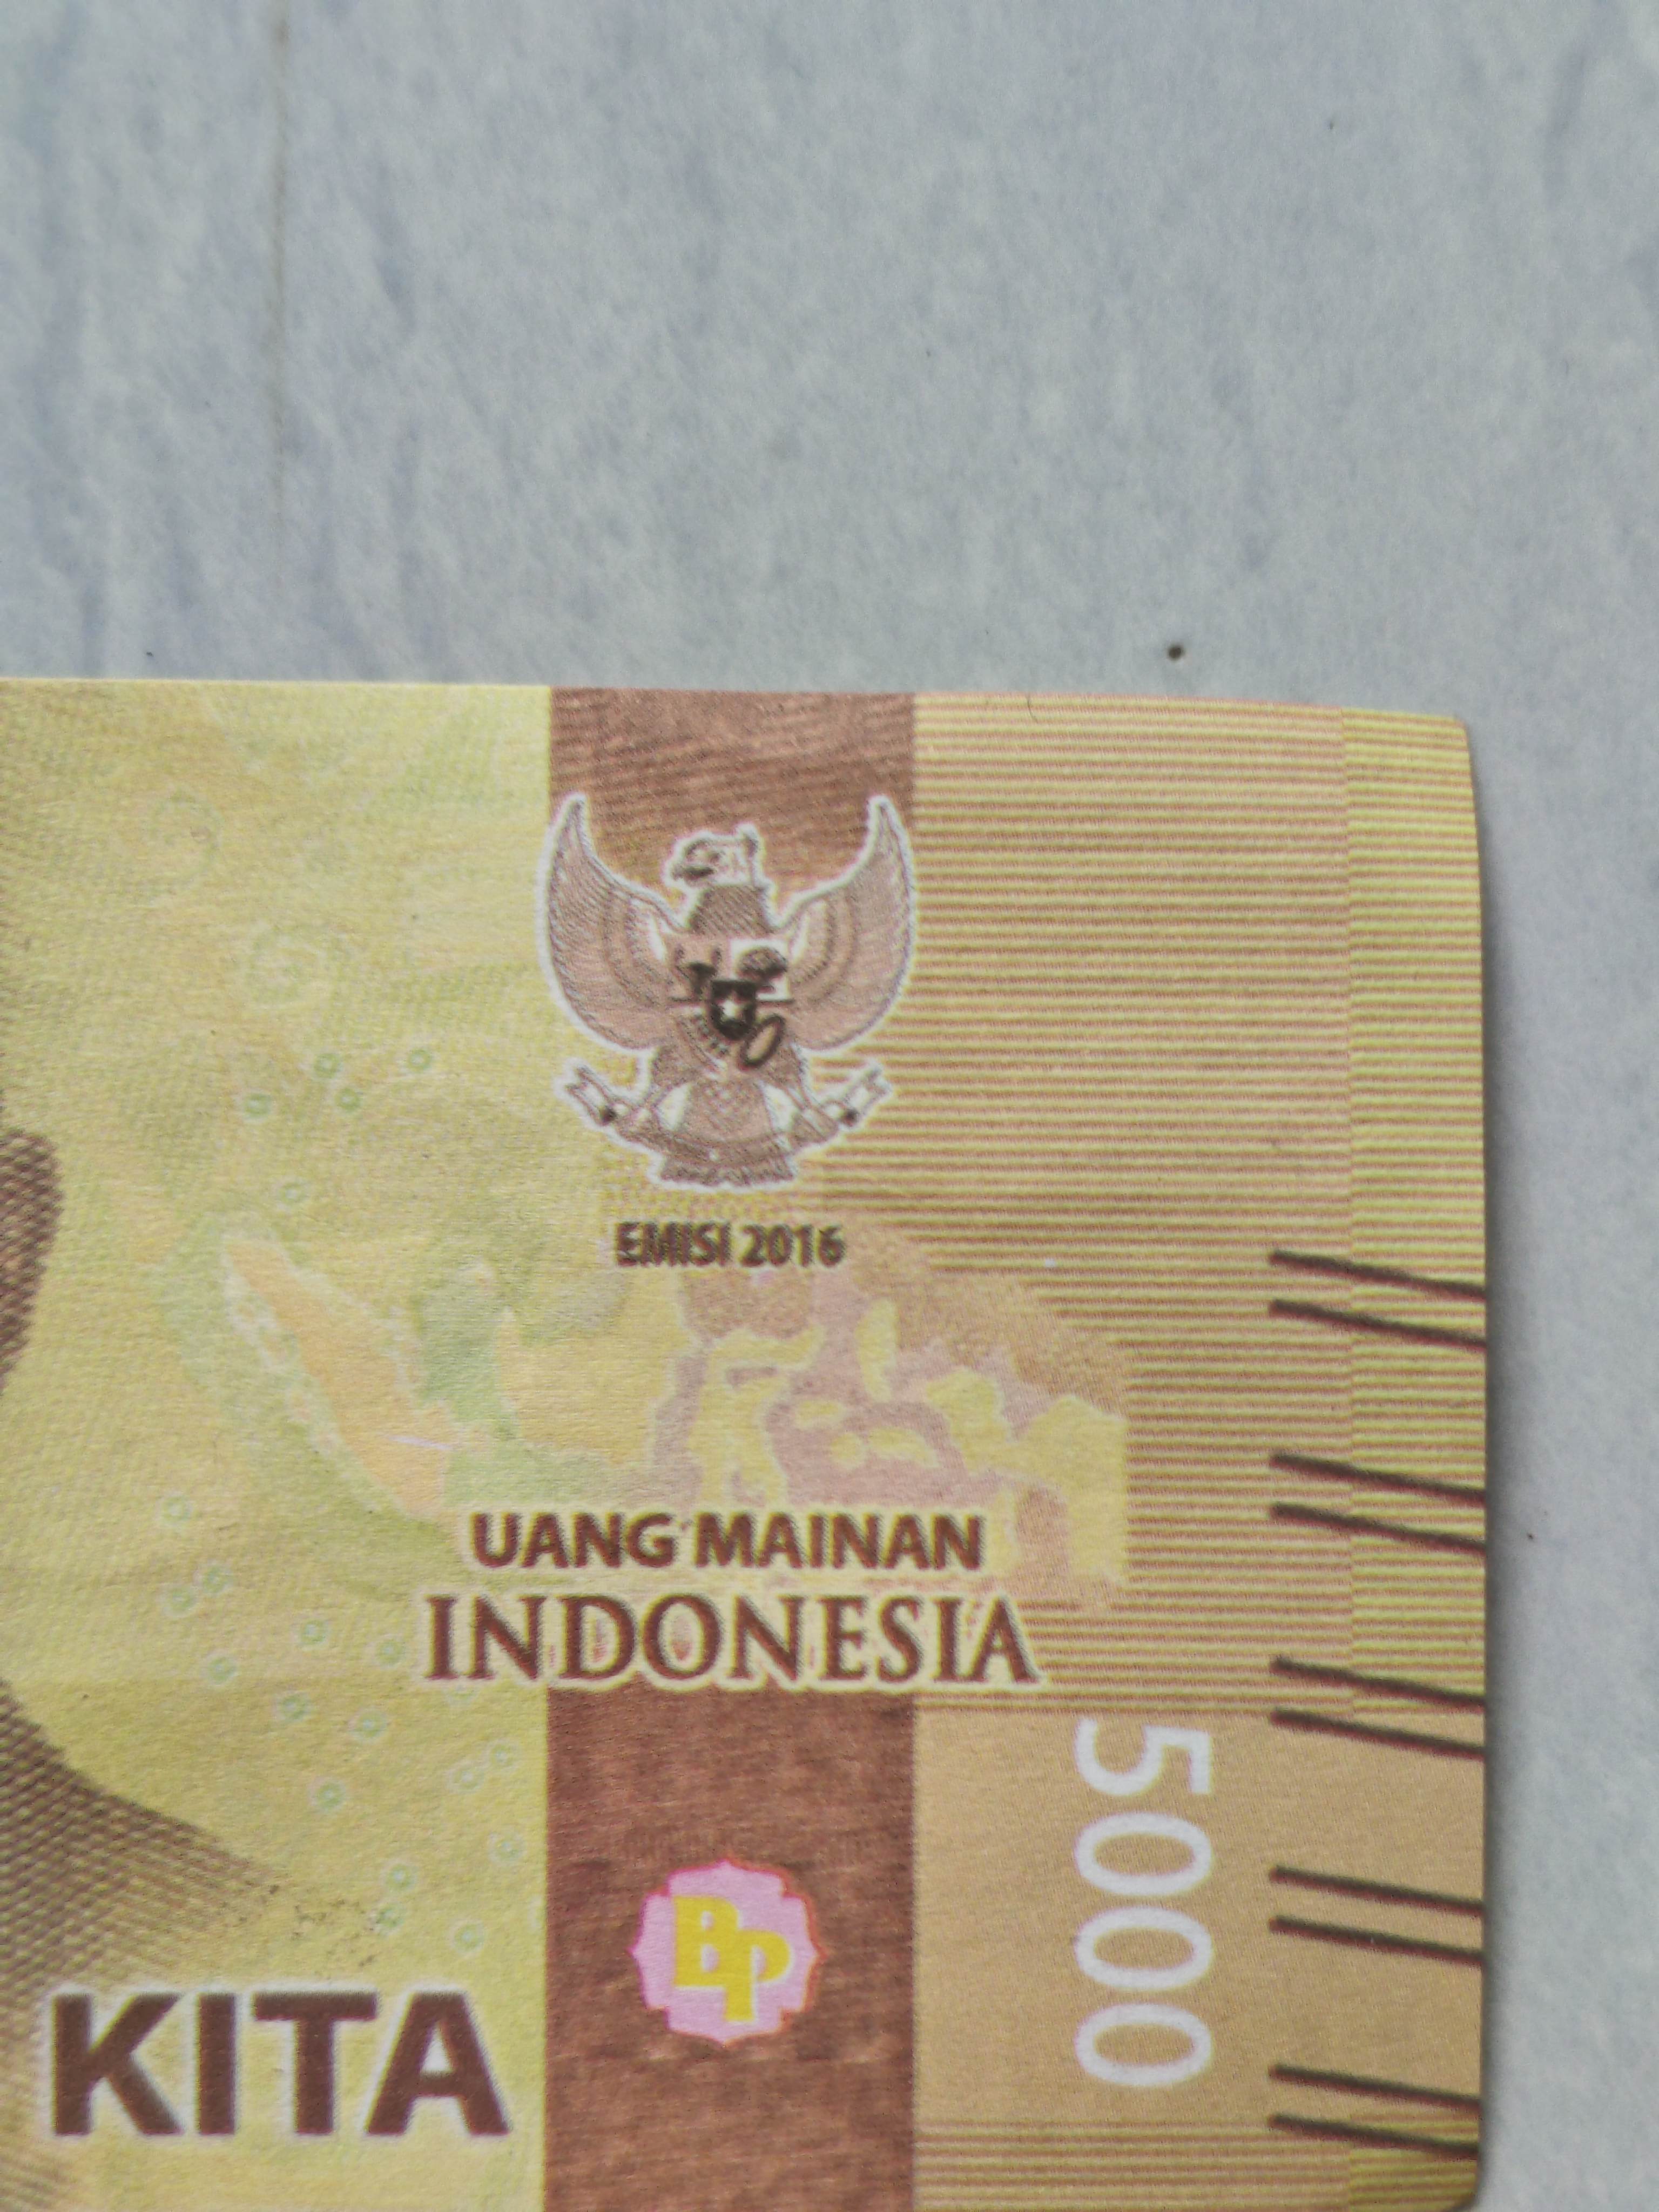 EMISI 2016
UANG MAINAN
INDONESIA
5000
BP
KITA